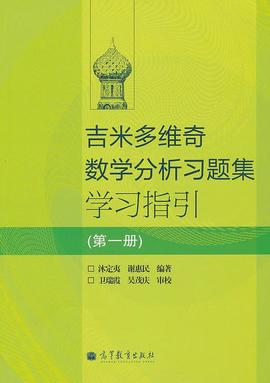 吉米多维奇
数学分析习题集
学习指引
(第一册)
□ 沐定夷 谢惠民 编著
□ 卫瑞霞 吴茂庆 审校
高等教育出版社